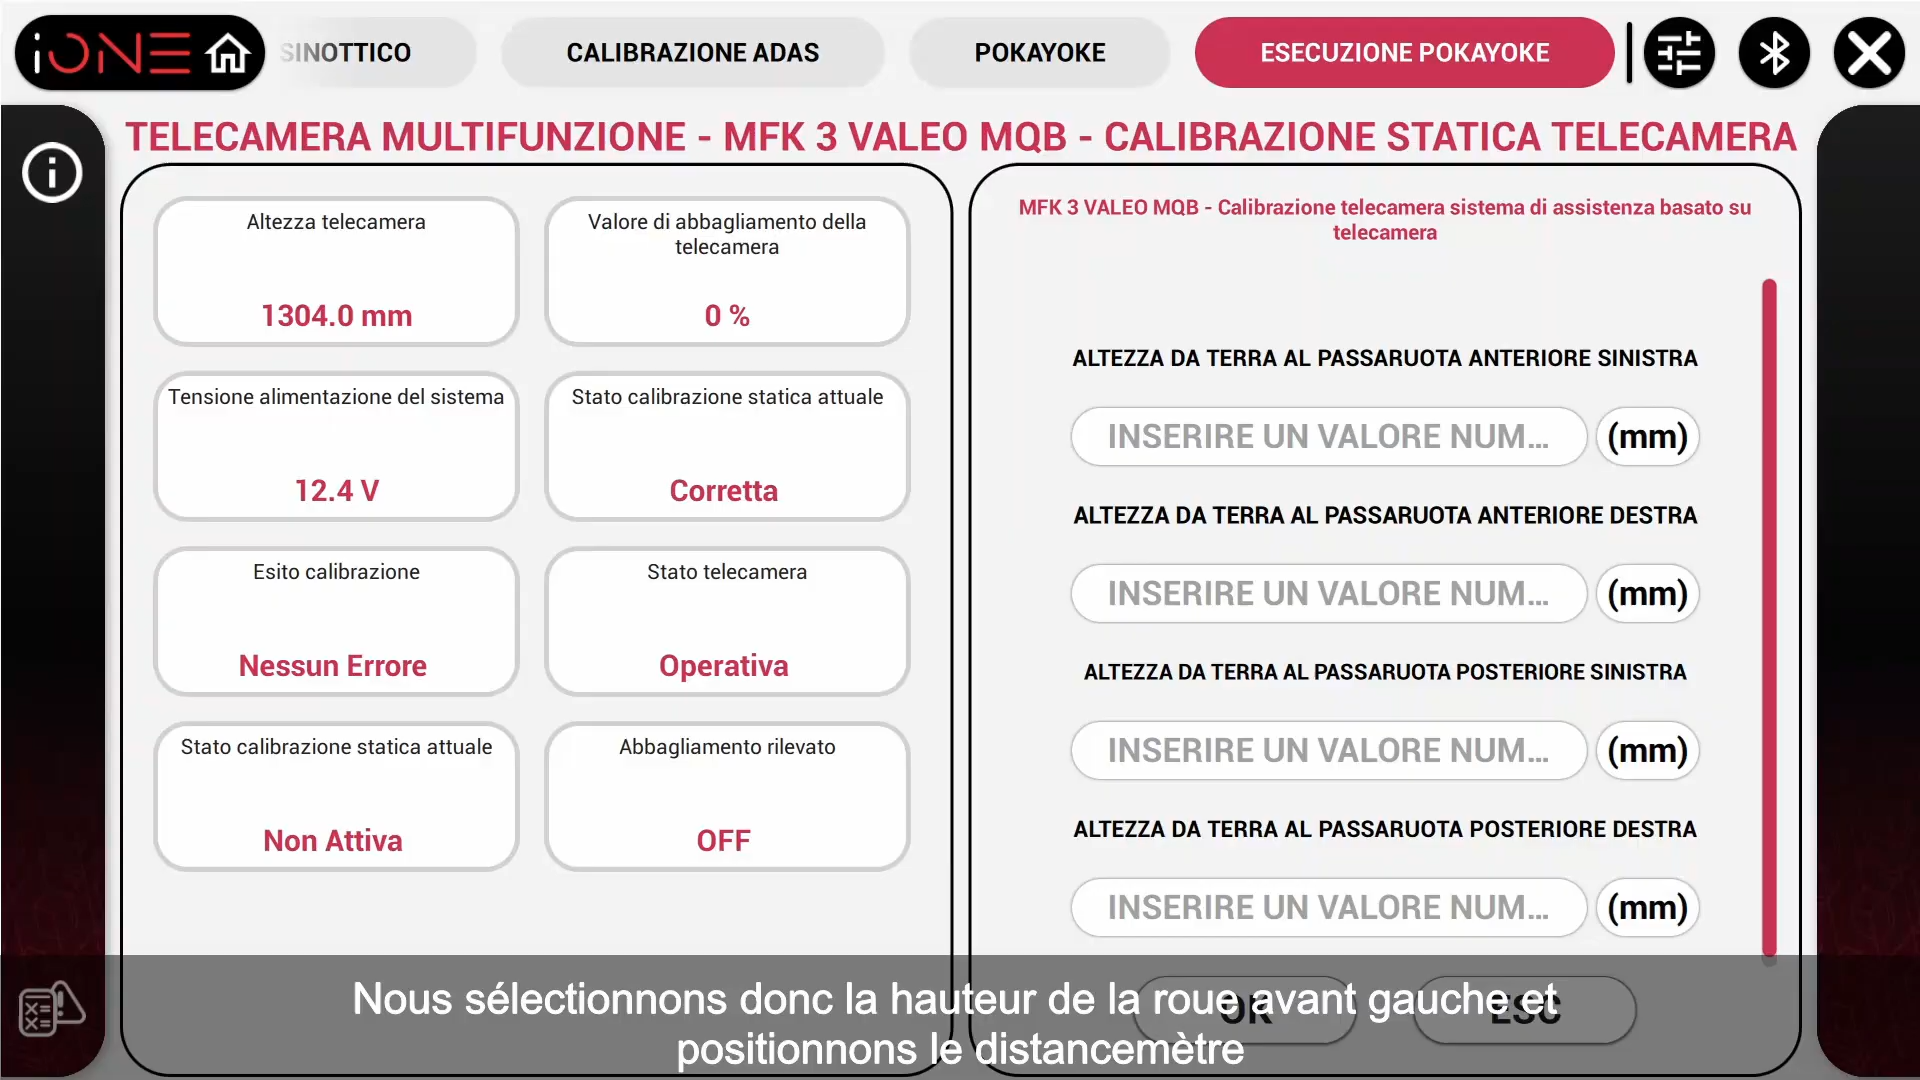 iONE
SINOTTICO
CALIBRAZIONE ADAS
POKAYOKE
ESECUZIONE POKAYOKE
TELECAMERA MULTIFUNZIONE - MFK 3 VALEO MQB - CALIBRAZIONE STATICA TELECAMERA
Altezza telecamera
1304.0 mm
Valore di abbagliamento della
telecamera
0 %
Tensione alimentazione del sistema
12.4 V
Stato calibrazione statica attuale
Corretta
Esito calibrazione
Nessun Errore
Stato telecamera
Operativa
Stato calibrazione statica attuale
Non Attiva
Abbagliamento rilevato
OFF
MFK 3 VALEO MQB - Calibrazione telecamera sistema di assistenza basato su
telecamera
ALTEZZA DA TERRA AL PASSARUOTA ANTERIORE SINISTRA
INSERIRE UN VALORE NUM... (mm)
ALTEZZA DA TERRA AL PASSARUOTA ANTERIORE DESTRA
INSERIRE UN VALORE NUM... (mm)
ALTEZZA DA TERRA AL PASSARUOTA POSTERIORE SINISTRA
INSERIRE UN VALORE NUM... (mm)
ALTEZZA DA TERRA AL PASSARUOTA POSTERIORE DESTRA
INSERIRE UN VALORE NUM... (mm)
OK
ESC
Nous sélectionnons donc la hauteur de la roue avant gauche et
positionnons le distancemètre